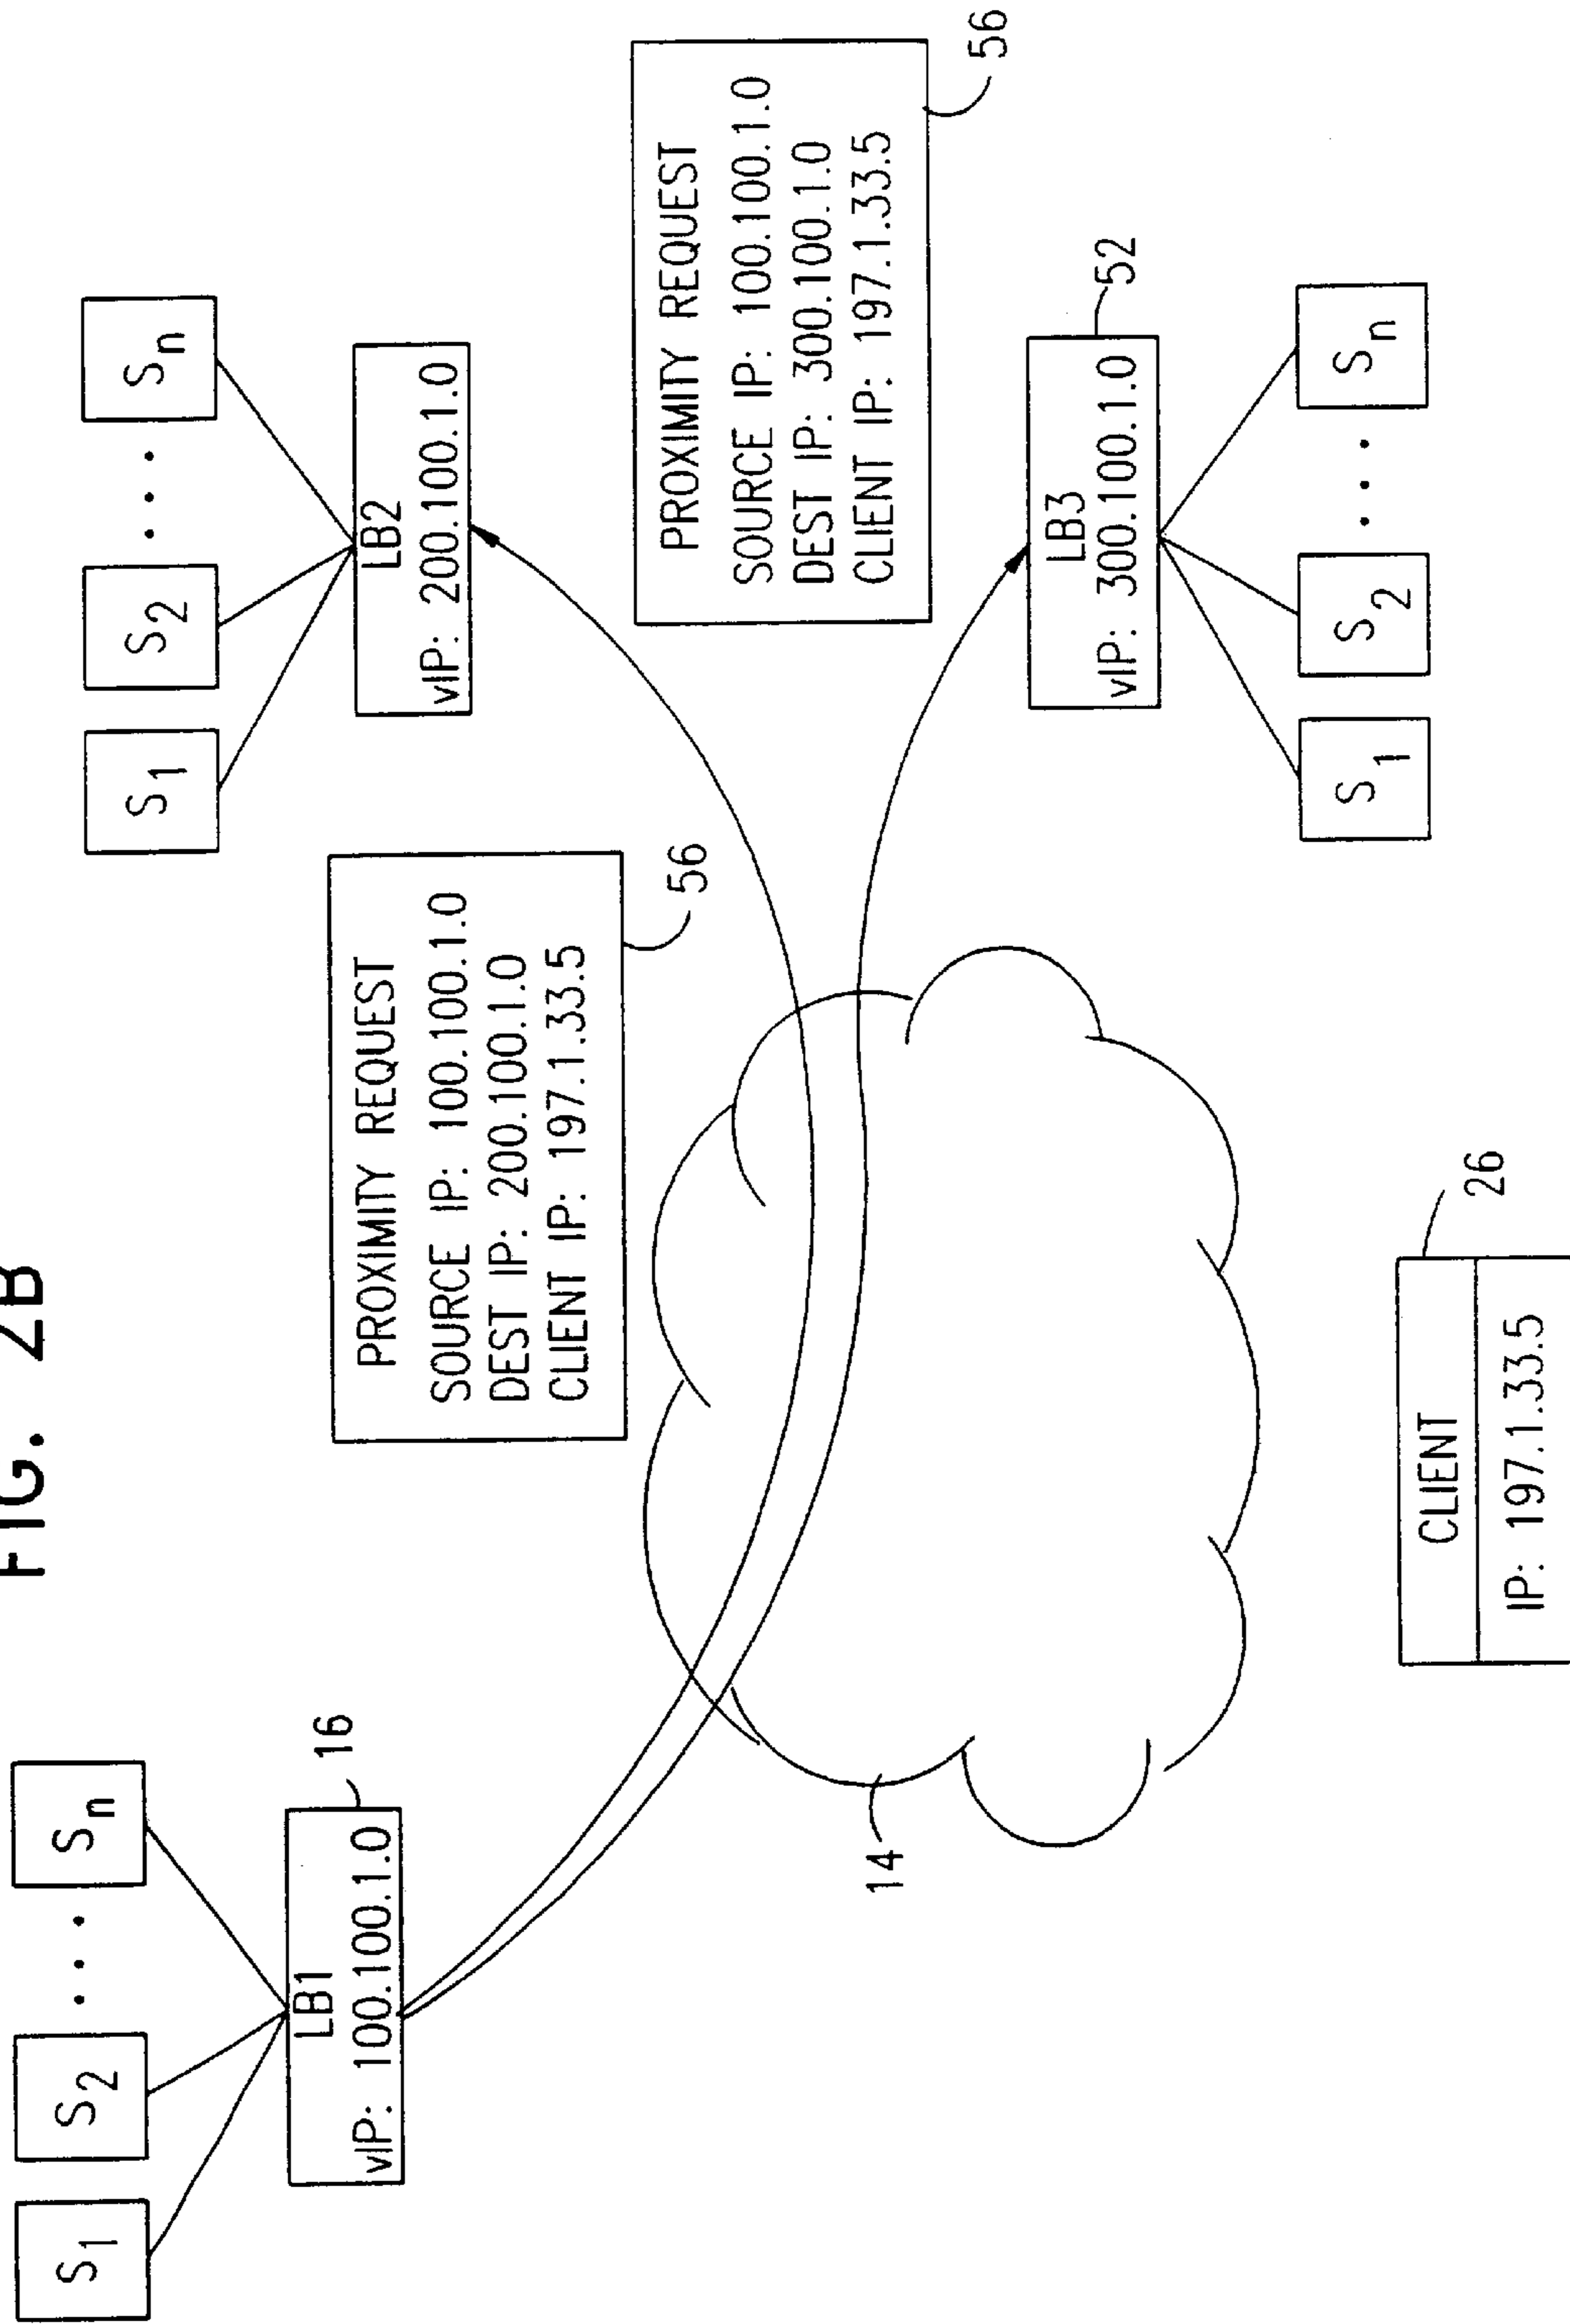 FIG. 2B
S1
S2
. . .
Sn
LB1
vIP: 100.100.1.0
16
S1
S2
. . .
Sn
LB2
vIP: 200.100.1.0
PROXIMITY REQUEST
SOURCE IP: 100.100.1.0
DEST IP: 200.100.1.0
CLIENT IP: 197.1.33.5
56
PROXIMITY REQUEST
SOURCE IP: 100.100.1.0
DEST IP: 300.100.1.0
CLIENT IP: 197.1.33.5
56
14
LB3
vIP: 300.100.1.0
52
S1
S2
. . .
Sn
CLIENT
IP: 197.1.33.5
26